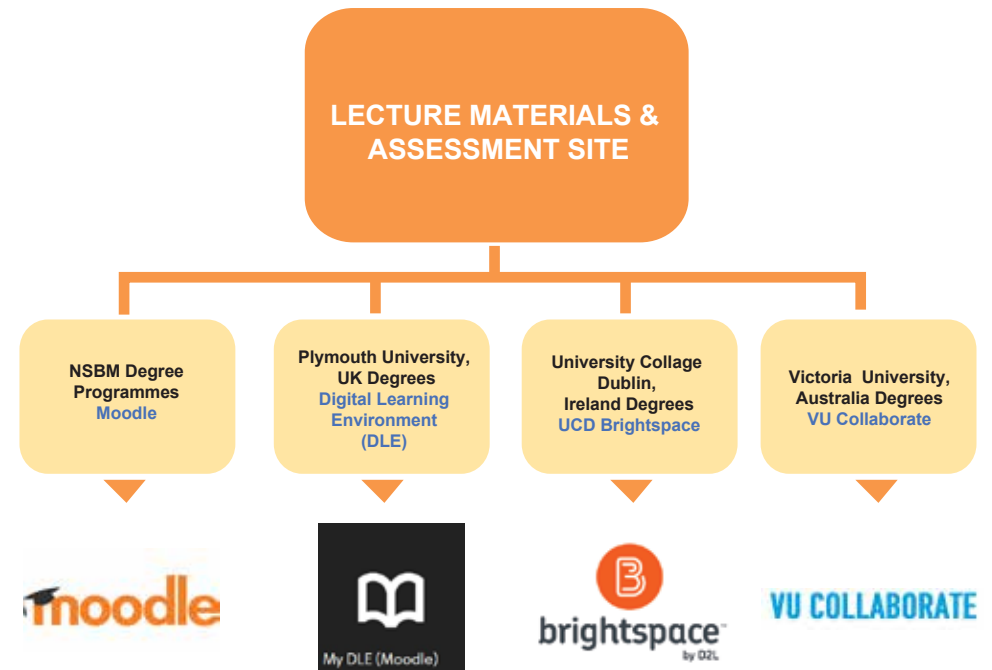 LECTURE MATERIALS &
ASSESSMENT SITE
NSBM Degree
Programmes
Moodle
Plymouth University,
UK Degrees
Digital Learning
Environment
(DLE)
University Collage
Dublin,
Ireland Degrees
UCD Brightspace
Victoria University,
Australia Degrees
VU Collaborate
moodle
My DLE (Moodle)
B
brightspace™
by D2L
VU COLLABORATE